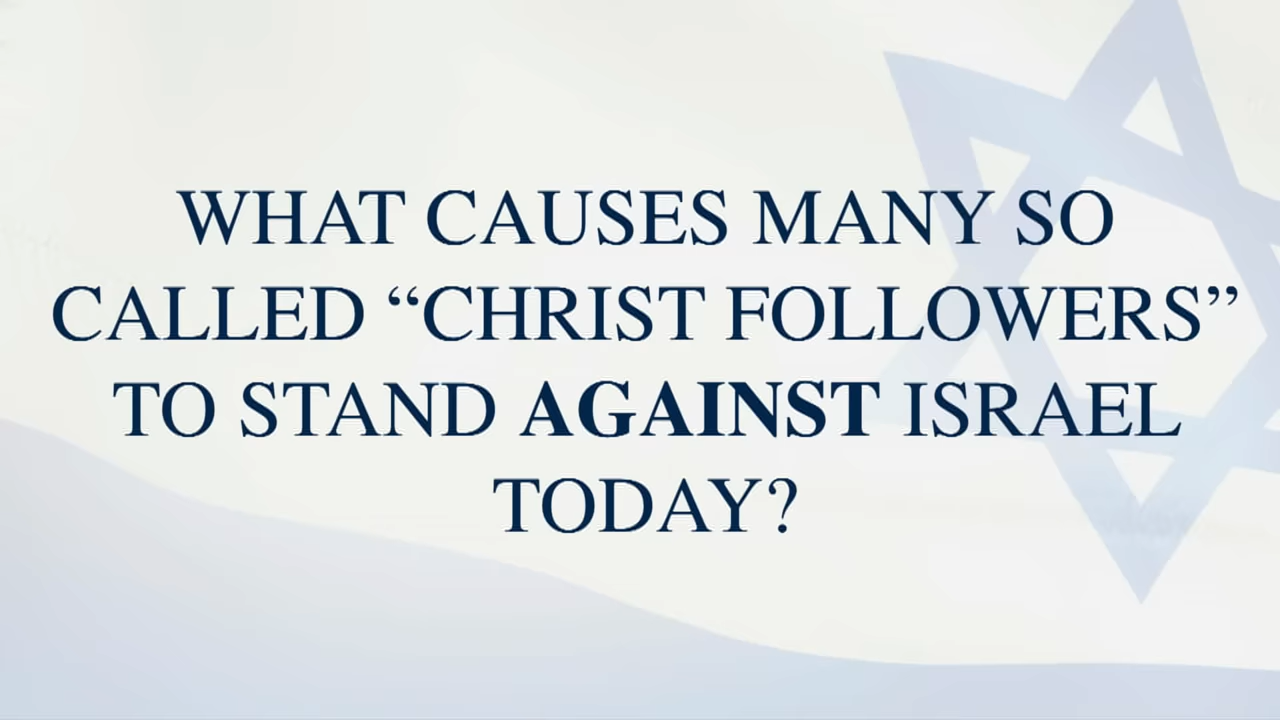 WHAT CAUSES MANY SO
CALLED “CHRIST FOLLOWERS”
TO STAND AGAINST ISRAEL
TODAY?